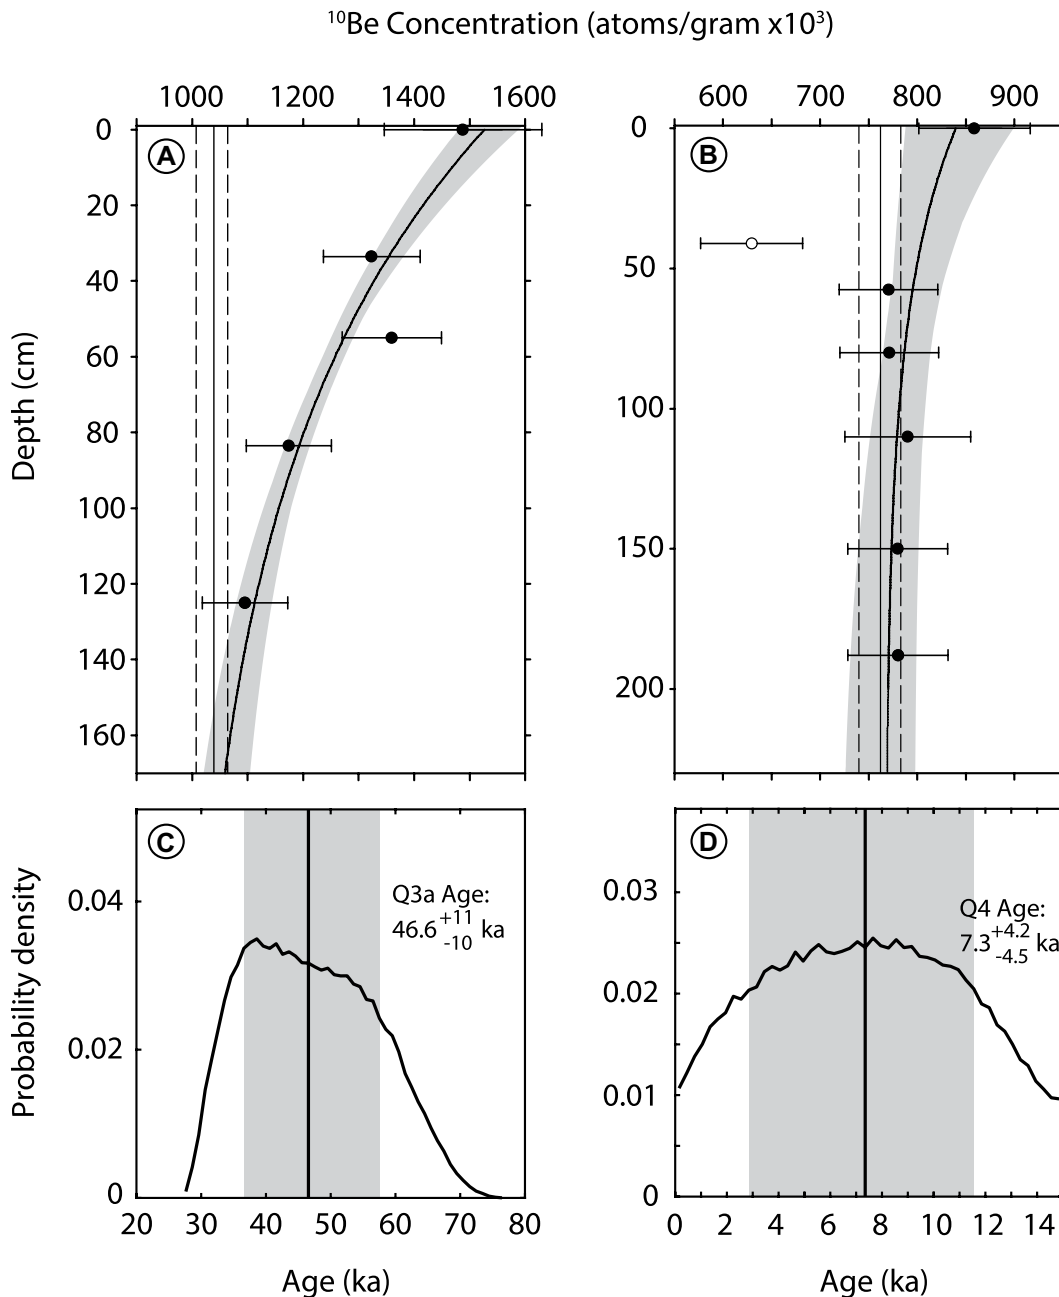 ¹⁰Be Concentration (atoms/gram x10³)
1000 1200 1400 1600
600 700 800 900
Depth (cm)
A
0
20
40
60
80
100
120
140
160
B
0
50
100
150
200
Probability density
C
0.04
0.02
0
Q3a Age:
46.6 +11 -10 ka
20 30 40 50 60 70 80
Age (ka)
D
0.03
0.02
0.01
0
Q4 Age:
7.3 +4.2 -4.5 ka
0 2 4 6 8 10 12 14
Age (ka)